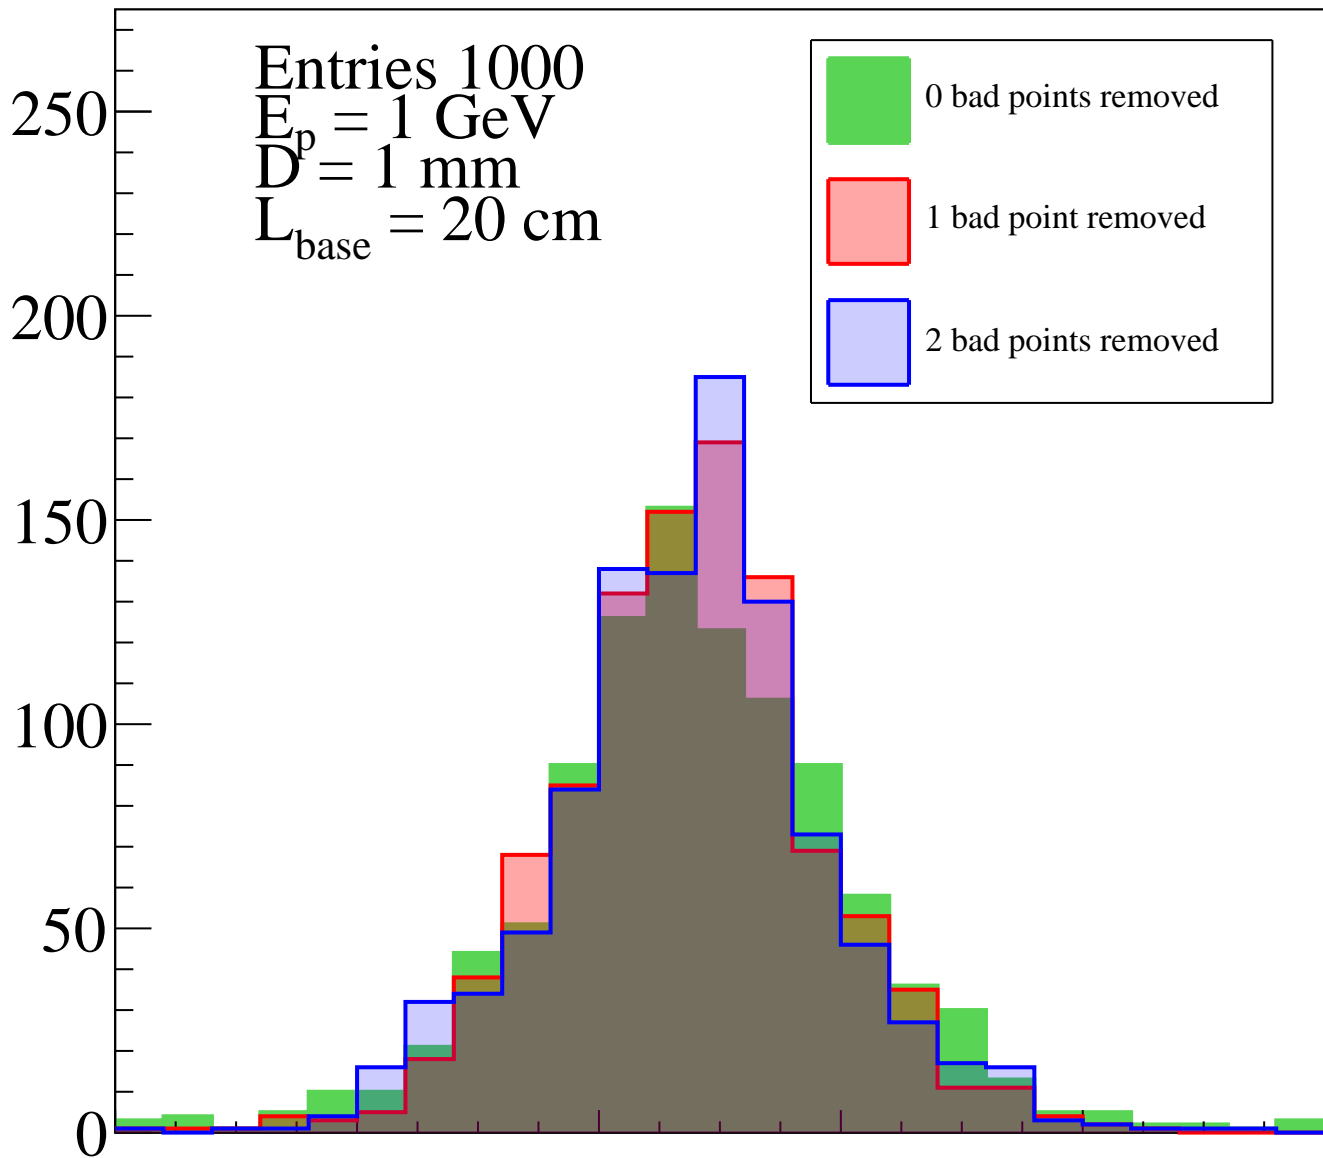 Entries 1000
E_p = 1 GeV
D = 1 mm
L_base = 20 cm
0 bad points removed
1 bad point removed
2 bad points removed
250
200
150
100
50
0